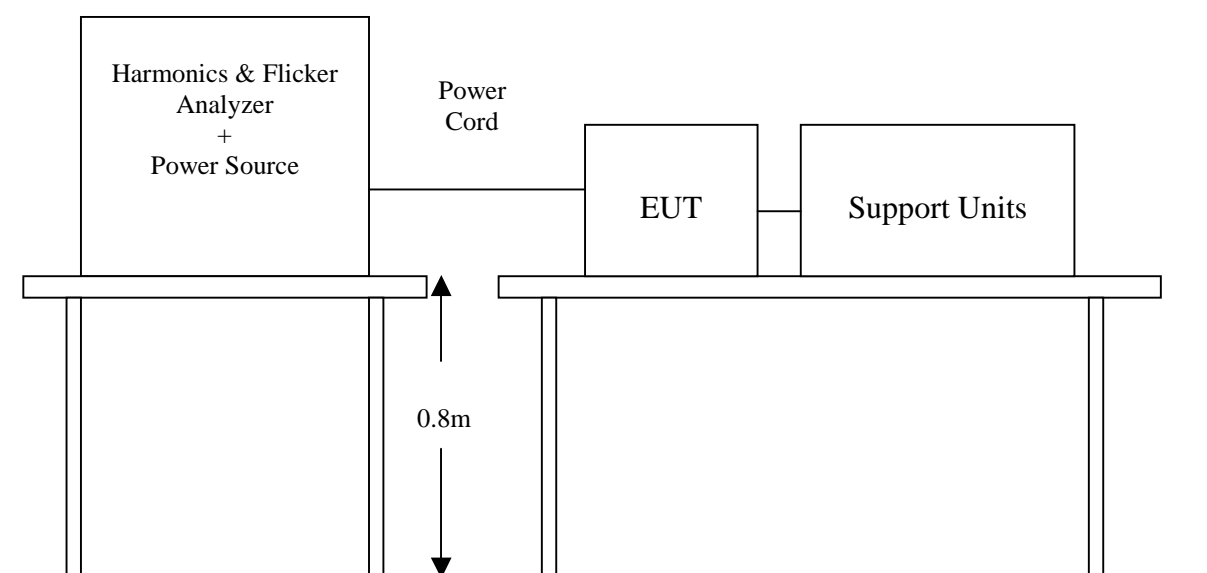 Harmonics & Flicker
Analyzer
+
Power Source
Power
Cord
EUT
Support Units
0.8m